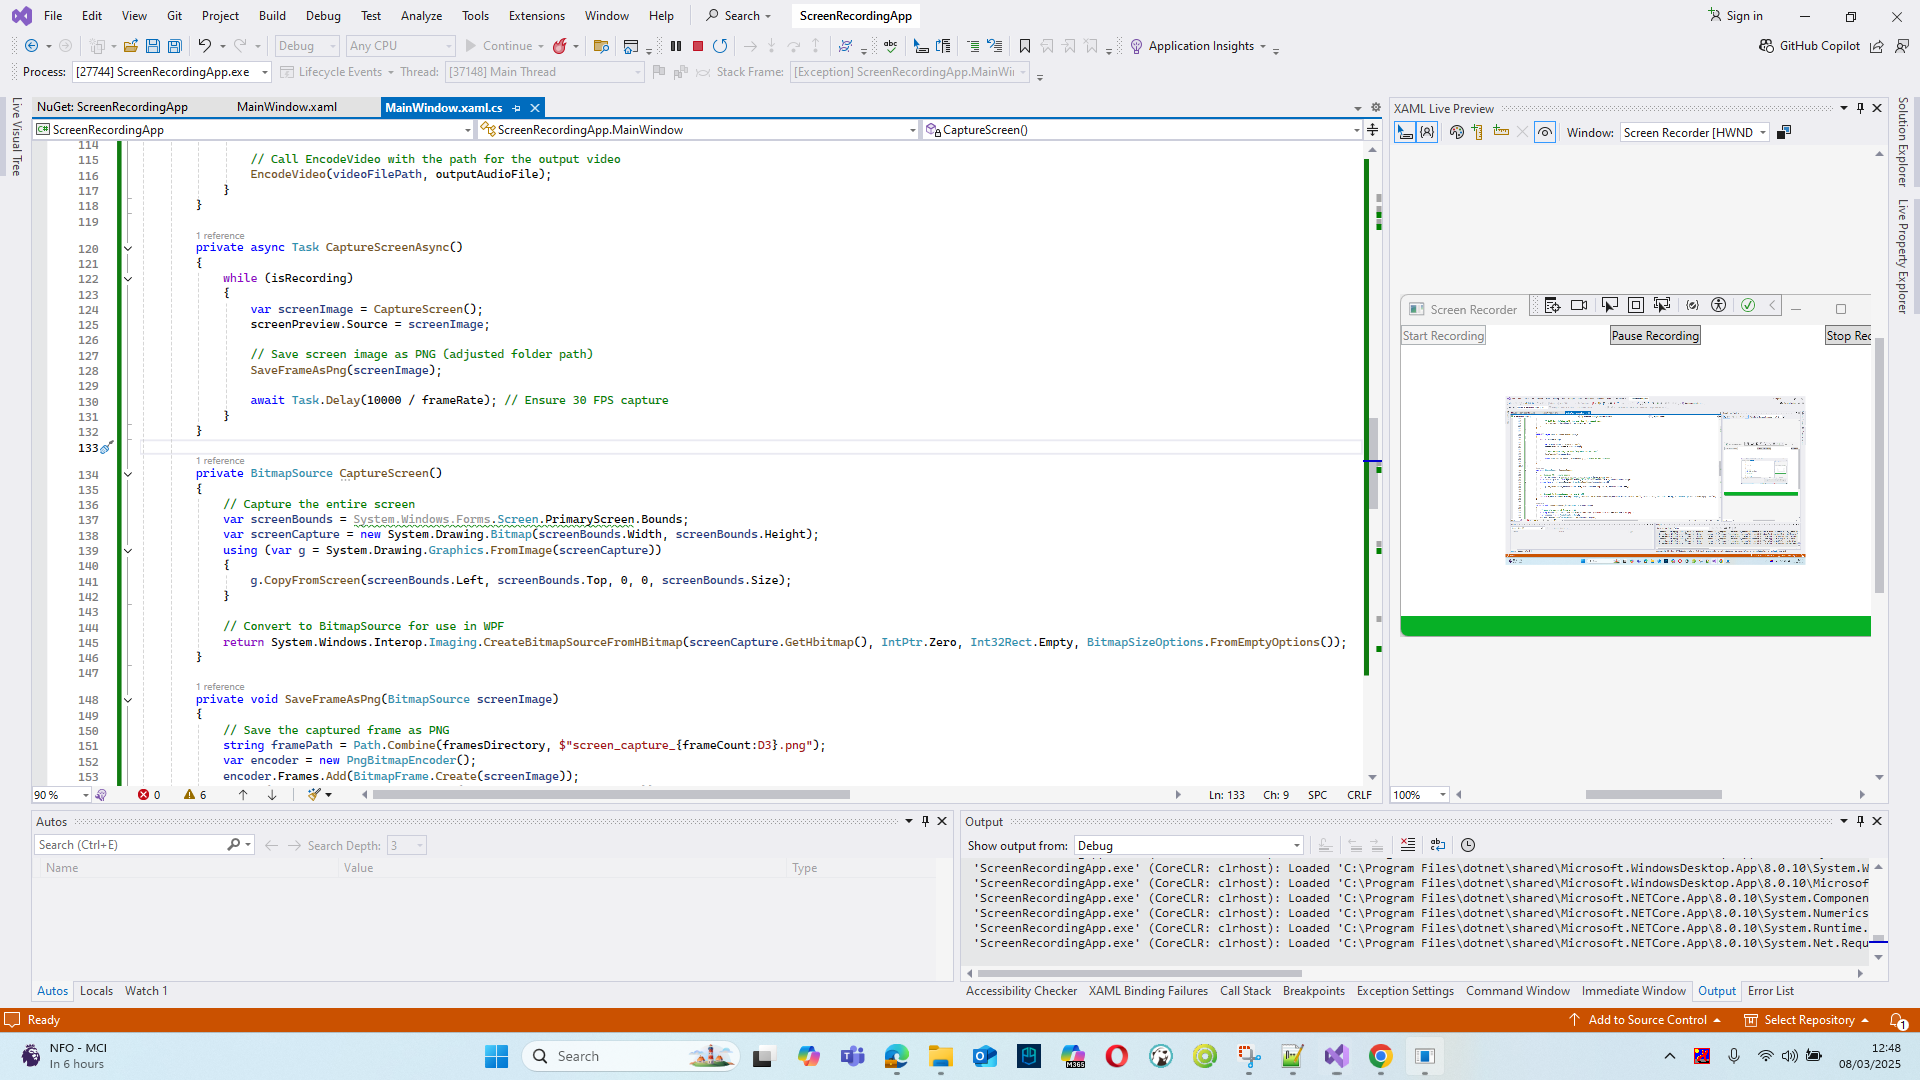 File Edit View Git Project Build Debug Test Analyze Tools Extensions Window Help Search ScreenRecordingApp Sign in
Debug Any CPU Continue Application Insights GitHub Copilot
Process: [27744] ScreenRecordingApp.exe Lifecycle Events Thread: [37148] Main Thread Stack Frame: [Exception] ScreenRecordingApp.MainWi
Live Visual Tree
NuGet: ScreenRecordingApp MainWindow.xaml MainWindow.xaml.cs
ScreenRecordingApp ScreenRecordingApp.MainWindow CaptureScreen()
114
115 // Call EncodeVideo with the path for the output video
116 EncodeVideo(videoFilePath, outputAudioFile);
117 }
118 }
119
1 reference
120 private async Task CaptureScreenAsync()
121 {
122 while (isRecording)
123 {
124 var screenImage = CaptureScreen();
125 screenPreview.Source = screenImage;
126
127 // Save screen image as PNG (adjusted folder path)
128 SaveFrameAsPng(screenImage);
129
130 await Task.Delay(10000 / frameRate); // Ensure 30 FPS capture
131 }
132 }
133
1 reference
134 private BitmapSource CaptureScreen()
135 {
136 // Capture the entire screen
137 var screenBounds = System.Windows.Forms.Screen.PrimaryScreen.Bounds;
138 var screenCapture = new System.Drawing.Bitmap(screenBounds.Width, screenBounds.Height);
139 using (var g = System.Drawing.Graphics.FromImage(screenCapture))
140 {
141 g.CopyFromScreen(screenBounds.Left, screenBounds.Top, 0, 0, screenBounds.Size);
142 }
143
144 // Convert to BitmapSource for use in WPF
145 return System.Windows.Interop.Imaging.CreateBitmapSourceFromHBitmap(screenCapture.GetHbitmap(), IntPtr.Zero, Int32Rect.Empty, BitmapSizeOptions.FromEmptyOptions());
146 }
147
1 reference
148 private void SaveFrameAsPng(BitmapSource screenImage)
149 {
150 // Save the captured frame as PNG
151 string framePath = Path.Combine(framesDirectory, $"screen_capture_{frameCount:D3}.png");
152 var encoder = new PngBitmapEncoder();
153 encoder.Frames.Add(BitmapFrame.Create(screenImage));
90 % 0 6 Ln: 133 Ch: 9 SPC CRLF
XAML Live Preview
Window: Screen Recorder [HWND
Screen Recorder
Start Recording Pause Recording Stop Rec
100%
Solution Explorer
Live Property Explorer
Autos
Search (Ctrl+E) Search Depth: 3
Name Value Type
Autos Locals Watch 1
Output
Show output from: Debug
'ScreenRecordingApp.exe' (CoreCLR: clrhost): Loaded 'C:\Program Files\dotnet\shared\Microsoft.WindowsDesktop.App\8.0.10\System.W
'ScreenRecordingApp.exe' (CoreCLR: clrhost): Loaded 'C:\Program Files\dotnet\shared\Microsoft.WindowsDesktop.App\8.0.10\Microsof
'ScreenRecordingApp.exe' (CoreCLR: clrhost): Loaded 'C:\Program Files\dotnet\shared\Microsoft.NETCore.App\8.0.10\System.Componen
'ScreenRecordingApp.exe' (CoreCLR: clrhost): Loaded 'C:\Program Files\dotnet\shared\Microsoft.NETCore.App\8.0.10\System.Numerics
'ScreenRecordingApp.exe' (CoreCLR: clrhost): Loaded 'C:\Program Files\dotnet\shared\Microsoft.NETCore.App\8.0.10\System.Runtime.
'ScreenRecordingApp.exe' (CoreCLR: clrhost): Loaded 'C:\Program Files\dotnet\shared\Microsoft.NETCore.App\8.0.10\System.Net.Requ
Accessibility Checker XAML Binding Failures Call Stack Breakpoints Exception Settings Command Window Immediate Window Output Error List
Ready Add to Source Control Select Repository 1
NFO - MCI
In 6 hours
Search
M365
12:48
08/03/2025